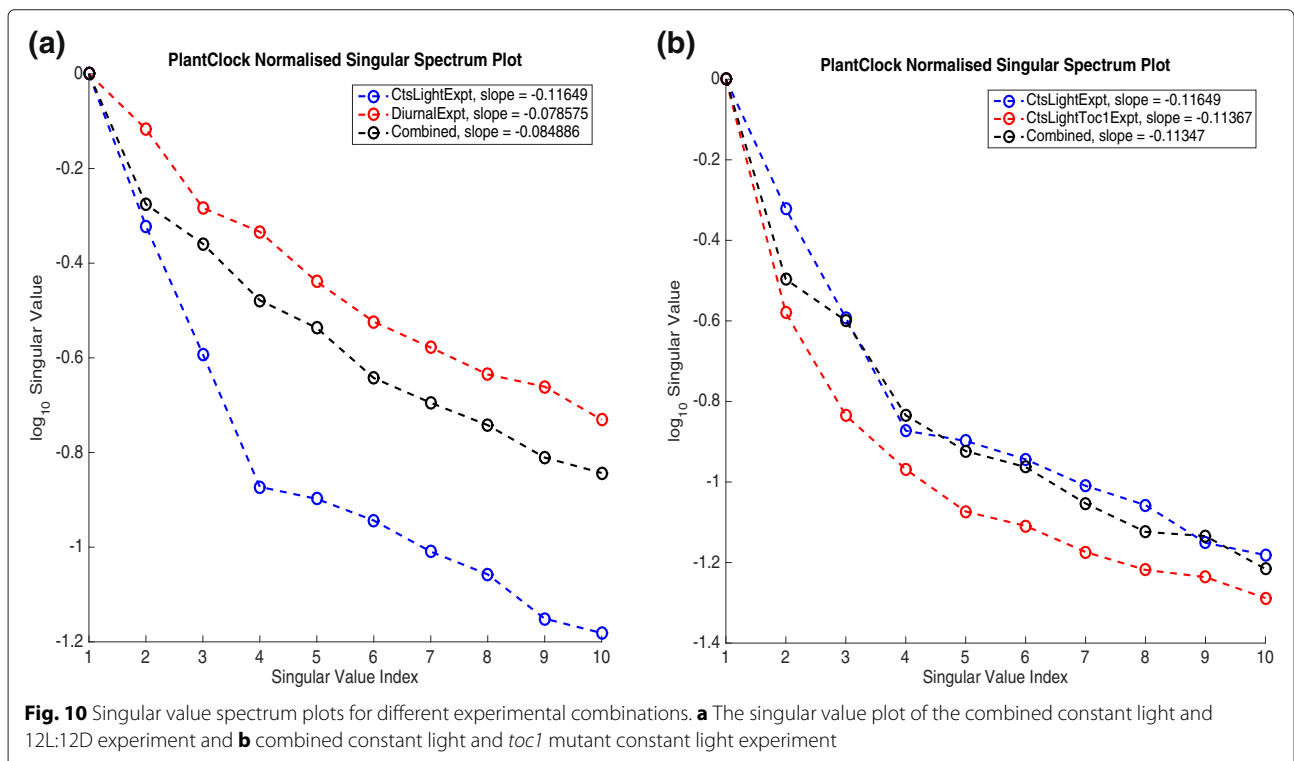 (a)
PlantClock Normalised Singular Spectrum Plot
CtsLightExpt, slope = -0.11649
DiurnalExpt, slope = -0.078575
Combined, slope = -0.084886
0
-0.2
-0.4
-0.6
-0.8
-1
-1.2
log10 Singular Value
1 2 3 4 5 6 7 8 9 10
Singular Value Index
(b)
PlantClock Normalised Singular Spectrum Plot
CtsLightExpt, slope = -0.11649
CtsLightToc1Expt, slope = -0.11367
Combined, slope = -0.11347
0
-0.2
-0.4
-0.6
-0.8
-1
-1.2
-1.4
log10 Singular Value
1 2 3 4 5 6 7 8 9 10
Singular Value Index
Fig. 10 Singular value spectrum plots for different experimental combinations. a The singular value plot of the combined constant light and
12L:12D experiment and b combined constant light and toc1 mutant constant light experiment